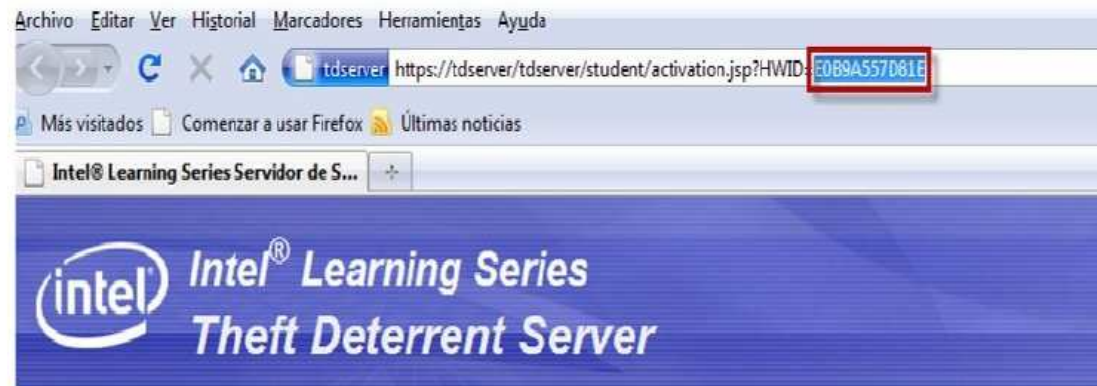 Archivo Editar Ver Historial Marcadores Herramientas Ayuda
tdserver https://tdserver/tdserver/student/activation.jsp?HWID=E0B9A557D81E
Más visitados Comenzar a usar Firefox Últimas noticias
Intel® Learning Series Servidor de S...
intel Intel® Learning Series
Theft Deterrent Server